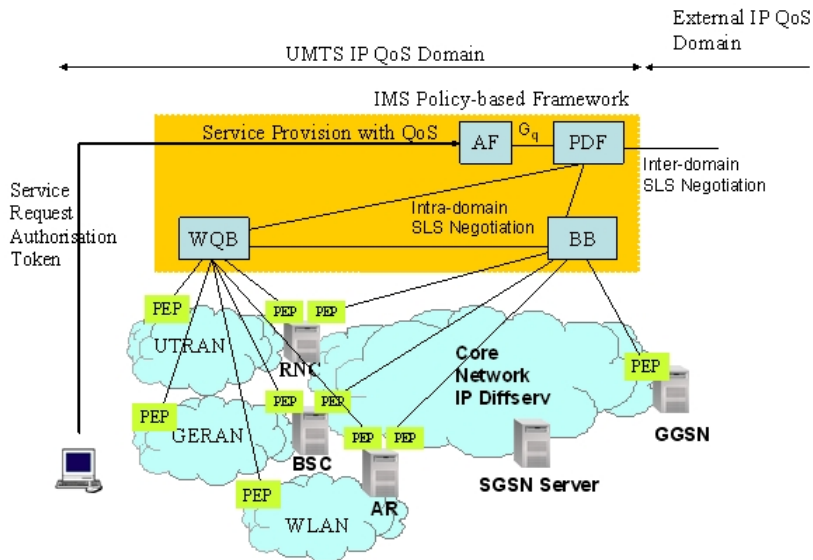 External IP QoS
Domain
UMTS IP QoS Domain
IMS Policy-based Framework
Service Provision with QoS
AF
Gq
PDF
Inter-domain
SLS Negotiation
Service
Request
Authorisation
Token
Intra-domain
SLS Negotiation
WQB
BB
PEP
PEP
PEP
UTRAN
RNC
Core
Network
IP Diffserv
PEP
GGSN
PEP
PEP
PEP
GERAN
BSC
PEP
PEP
SGSN Server
PEP
AR
WLAN